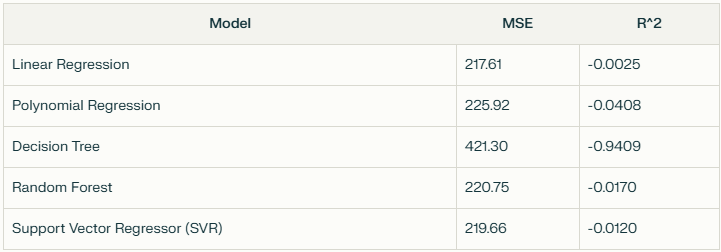 Model MSE R^2
Linear Regression 217.61 -0.0025
Polynomial Regression 225.92 -0.0408
Decision Tree 421.30 -0.9409
Random Forest 220.75 -0.0170
Support Vector Regressor (SVR) 219.66 -0.0120